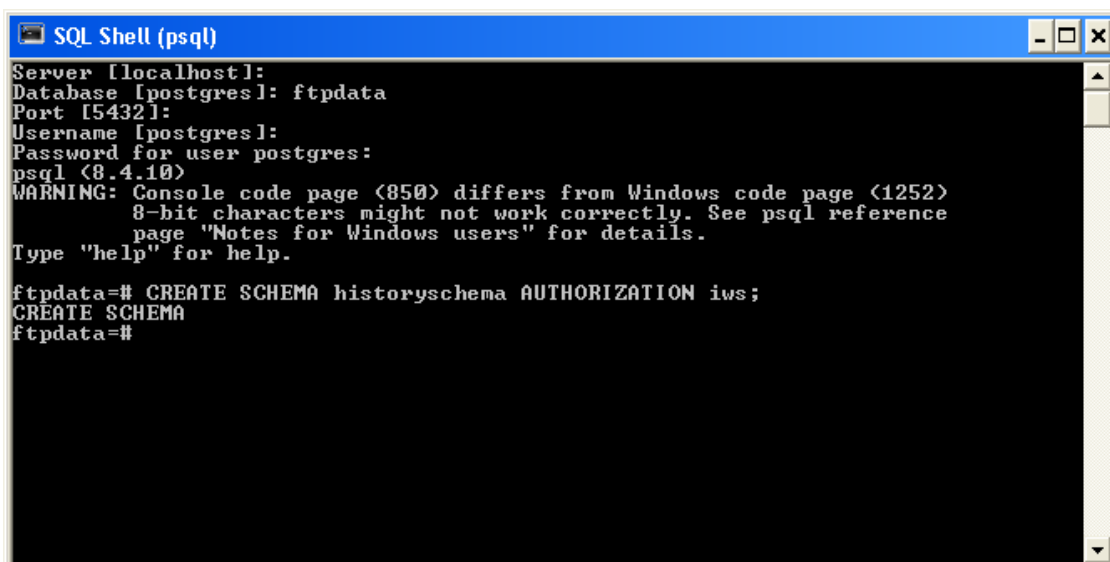 SQL Shell (psql)
Server [localhost]:
Database [postgres]: ftpdata
Port [5432]:
Username [postgres]:
Password for user postgres:
psql (8.4.10)
WARNING: Console code page (850) differs from Windows code page (1252)
         8-bit characters might not work correctly. See psql reference
         page "Notes for Windows users" for details.
Type "help" for help.
ftpdata=# CREATE SCHEMA historyschema AUTHORIZATION iws;
CREATE SCHEMA
ftpdata=#